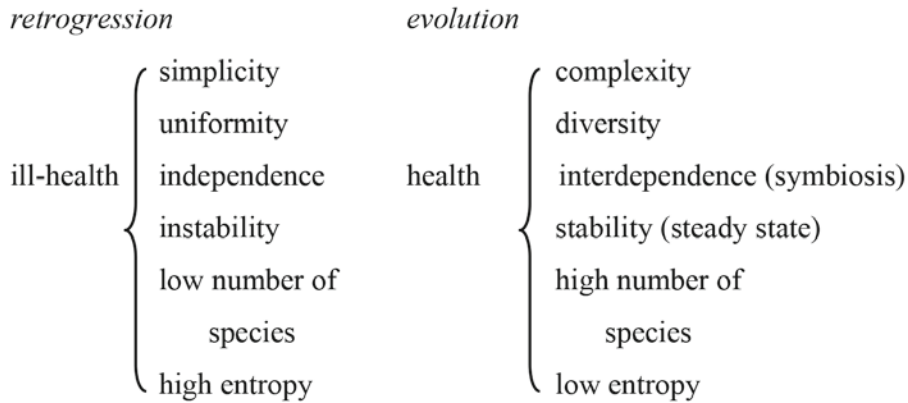 retrogression
evolution
ill-health
simplicity
uniformity
independence
instability
low number of
species
high entropy
health
complexity
diversity
interdependence (symbiosis)
stability (steady state)
high number of
species
low entropy